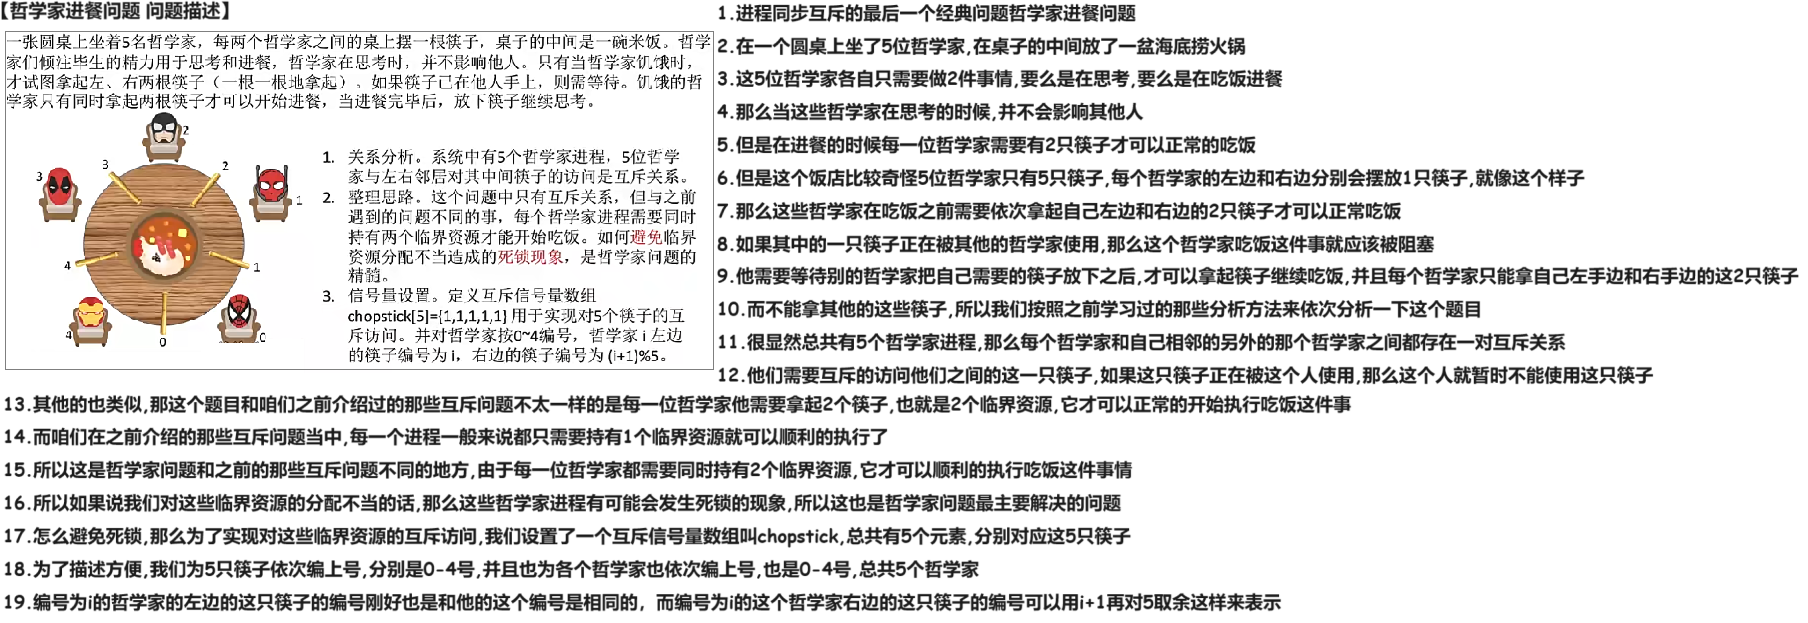 【哲学家进餐问题 问题描述】
一张圆桌上坐着5名哲学家，每两个哲学家之间的桌上摆一根筷子，桌子的中间是一碗米饭。哲学
家们倾注毕生的精力用于思考和进餐，哲学家在思考时，并不影响他人。只有当哲学家饥饿时，
才试图拿起左、右两根筷子（一根一根地拿起）。如果筷子已在他人手上，则需等待。饥饿的哲
学家只有同时拿起两根筷子才可以开始进餐，当进餐完毕后，放下筷子继续思考。
2
3
2
3
1
4
1
4
0
0
1. 关系分析。系统中有5个哲学家进程，5位哲学
家与左右邻居对其中间筷子的访问是互斥关系。
2. 整理思路。这个问题中只有互斥关系，但与之前
遇到的问题不同的事，每个哲学家进程需要同时
持有两个临界资源才能开始吃饭。如何避免临界
资源分配不当造成的死锁现象，是哲学家问题的
精髓。
3. 信号量设置。定义互斥信号量数组
chopstick[5]={1,1,1,1,1} 用于实现对5个筷子的互
斥访问。并对哲学家按0~4编号，哲学家 i 左边
的筷子编号为 i，右边的筷子编号为 (i+1)%5。
1.进程同步互斥的最后一个经典问题哲学家进餐问题
2.在一个圆桌上坐了5位哲学家,在桌子的中间放了一盆海底捞火锅
3.这5位哲学家各自只需要做2件事情,要么是在思考,要么是在吃饭进餐
4.那么当这些哲学家在思考的时候,并不会影响其他人
5.但是在进餐的时候每一位哲学家需要有2只筷子才可以正常的吃饭
6.但是这个饭店比较奇怪5位哲学家只有5只筷子,每个哲学家的左边和右边分别会摆放1只筷子,就像这个样子
7.那么这些哲学家在吃饭之前需要依次拿起自己左边和右边的2只筷子才可以正常吃饭
8.如果其中的一只筷子正在被其他的哲学家使用,那么这个哲学家吃饭这件事就应该被阻塞
9.他需要等待别的哲学家把自己需要的筷子放下之后,才可以拿起筷子继续吃饭,并且每个哲学家只能拿自己左手边和右手边的这2只筷子
10.而不能拿其他的这些筷子,所以我们按照之前学习过的那些分析方法来依次分析一下这个题目
11.很显然总共有5个哲学家进程,那么每个哲学家和自己相邻的另外的那个哲学家之间都存在一对互斥关系
12.他们需要互斥的访问他们之间的这一只筷子,如果这只筷子正在被这个人使用,那么这个人就暂时不能使用这只筷子
13.其他的也类似,那这个题目和咱们之前介绍过的那些互斥问题不太一样的是每一位哲学家他需要拿起2个筷子,也就是2个临界资源,它才可以正常的开始执行吃饭这件事
14.而咱们在之前介绍的那些互斥问题当中,每一个进程一般来说都只需要持有1个临界资源就可以顺利的执行了
15.所以这是哲学家问题和之前的那些互斥问题不同的地方,由于每一位哲学家都需要同时持有2个临界资源,它才可以顺利的执行吃饭这件事情
16.所以如果说我们对这些临界资源的分配不当的话,那么这些哲学家进程有可能会发生死锁的现象,所以这也是哲学家问题最主要解决的问题
17.怎么避免死锁,那么为了实现对这些临界资源的互斥访问,我们设置了一个互斥信号量数组叫chopstick,总共有5个元素,分别对应这5只筷子
18.为了描述方便,我们为5只筷子依次编上号,分别是0-4号,并且也为各个哲学家也依次编上号,也是0-4号,总共5个哲学家
19.编号为i的哲学家的左边的这只筷子的编号刚好也是和他的这个编号是相同的，而编号为i的这个哲学家右边的这只筷子的编号可以用i+1再对5取余这样来表示